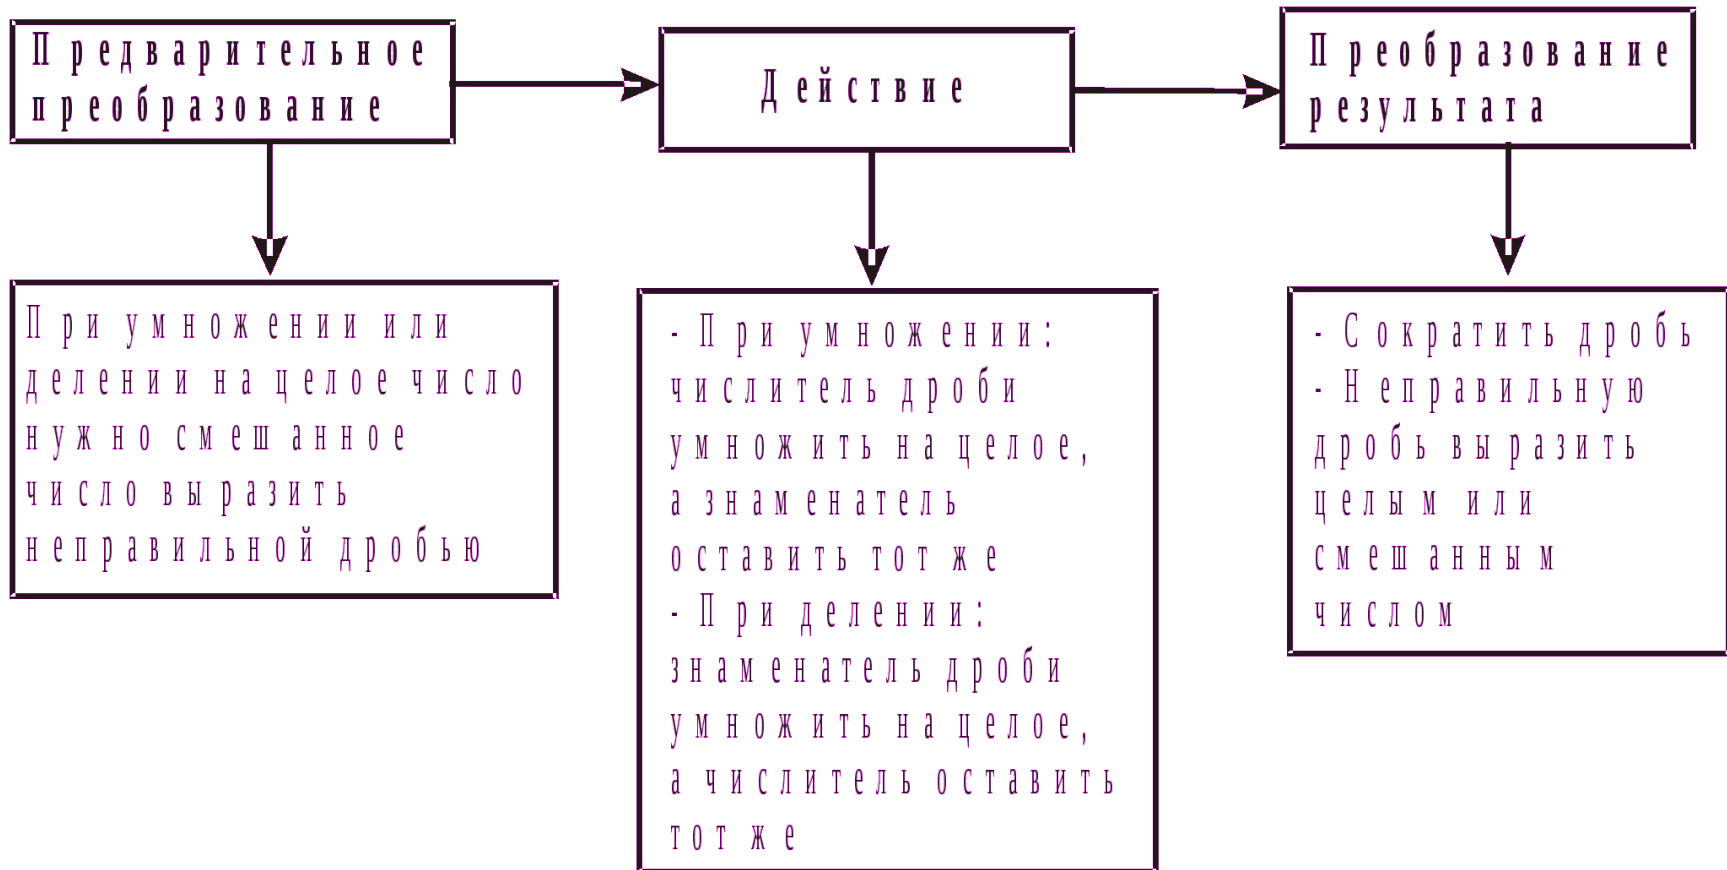 Предварительное
преобразование
Действие
Преобразование
результата
При умножении или
делении на целое число
нужно смешанное
число выразить
неправильной дробью
- При умножении:
числитель дроби
умножить на целое,
а знаменатель
оставить тот же
- При делении:
знаменатель дроби
умножить на целое,
а числитель оставить
тот же
- Сократить дробь
- Неправильную
дробь выразить
целым или
смешанным
числом